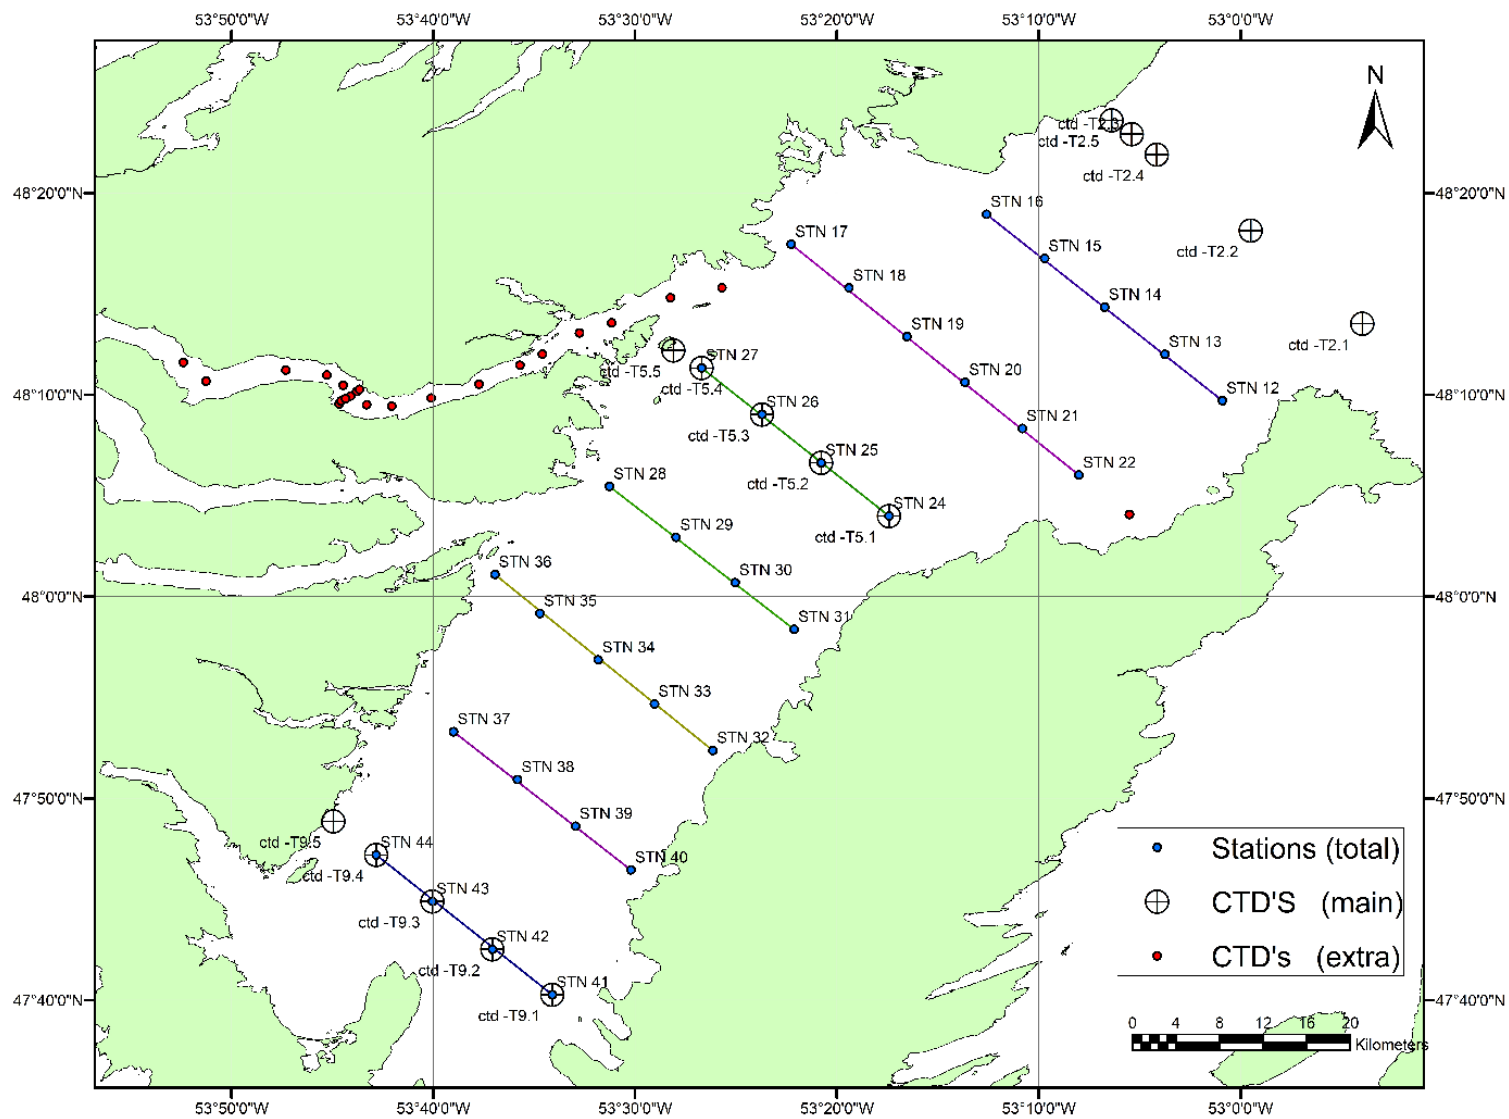 53°50'0"W 53°40'0"W 53°30'0"W 53°20'0"W 53°10'0"W 53°0'0"W
N
ctd -T2.3
ctd -T2.5
ctd -T2.4
48°20'0"N 48°20'0"N
STN 16
STN 17
STN 15
ctd -T2.2
STN 18
STN 14
STN 19
STN 13
ctd -T2.1
STN 27
ctd -T5.5
ctd -T5.4
STN 20
STN 12
48°10'0"N 48°10'0"N
STN 26
STN 21
ctd -T5.3
STN 25
STN 22
STN 28
ctd -T5.2
STN 24
STN 29
ctd -T5.1
STN 36
STN 30
48°0'0"N 48°0'0"N
STN 35
STN 31
STN 34
STN 33
STN 37
STN 32
STN 38
47°50'0"N 47°50'0"N
STN 39
ctd -T9.5
STN 44
STN 40
ctd -T9.4
STN 43
ctd -T9.3
STN 42
ctd -T9.2
STN 41
ctd -T9.1
47°40'0"N 47°40'0"N
Stations (total)
CTD'S (main)
CTD's (extra)
0 4 8 12 16 20
Kilometers
53°50'0"W 53°40'0"W 53°30'0"W 53°20'0"W 53°10'0"W 53°0'0"W